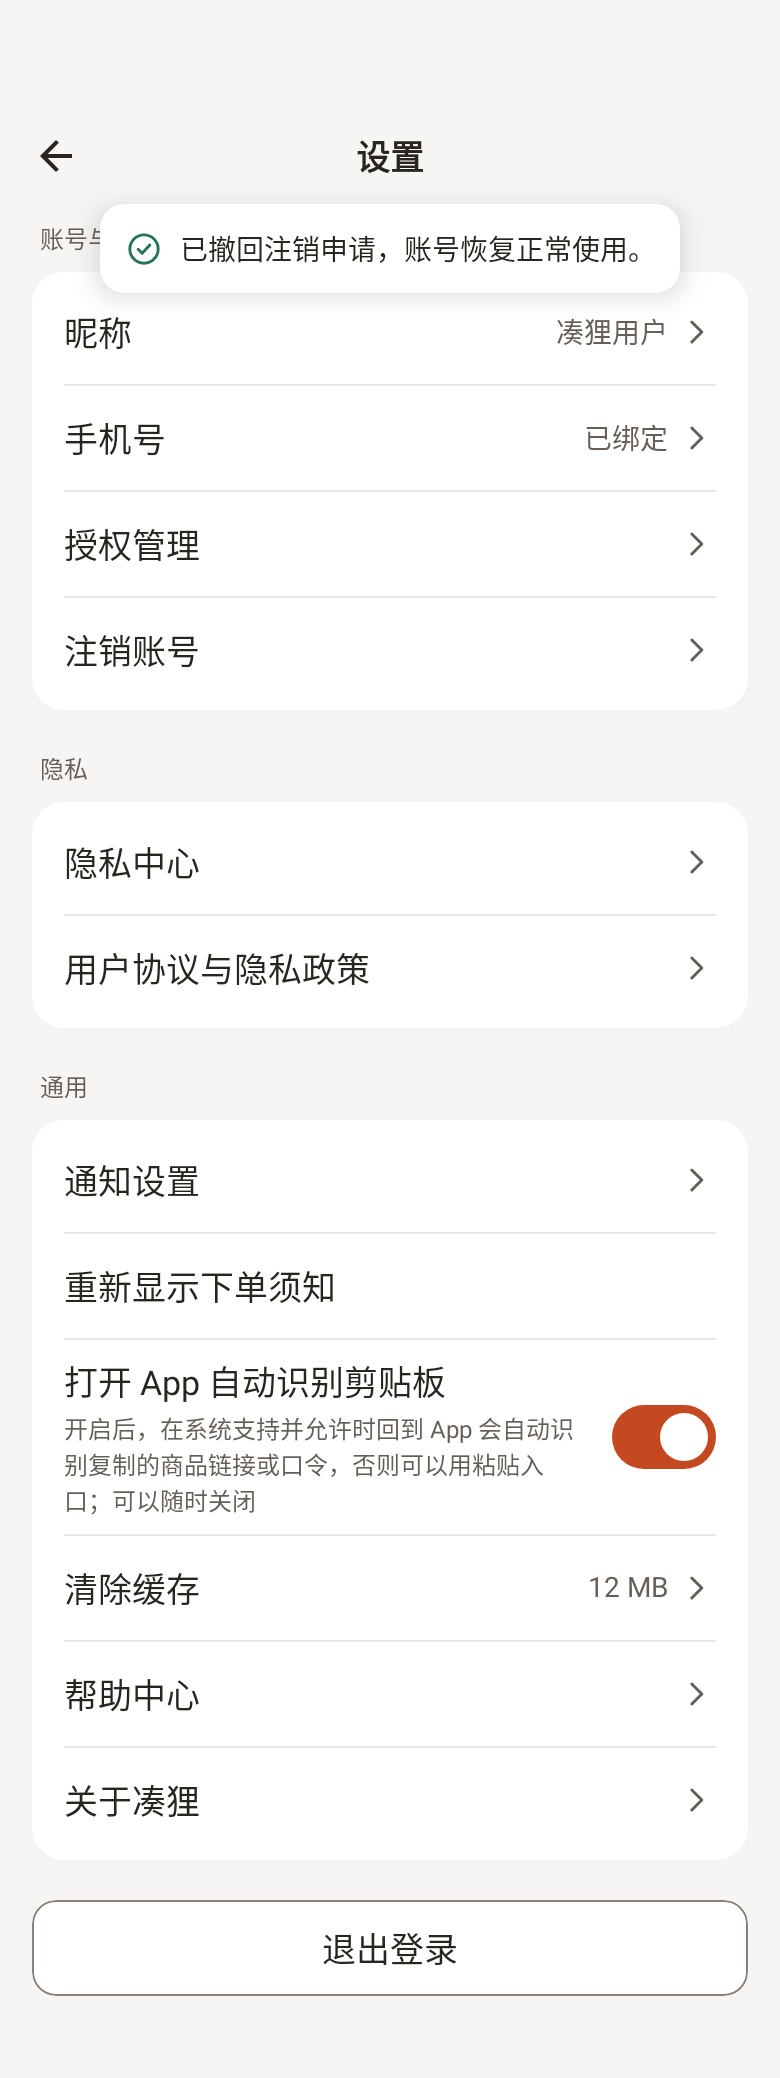 设置
账号与
已撤回注销申请，账号恢复正常使用。
昵称
凑狸用户
手机号
已绑定
授权管理
注销账号
隐私
隐私中心
用户协议与隐私政策
通用
通知设置
重新显示下单须知
打开 App 自动识别剪贴板
开启后，在系统支持并允许时回到 App 会自动识
别复制的商品链接或口令，否则可以用粘贴入
口；可以随时关闭
清除缓存
12 MB
帮助中心
关于凑狸
退出登录